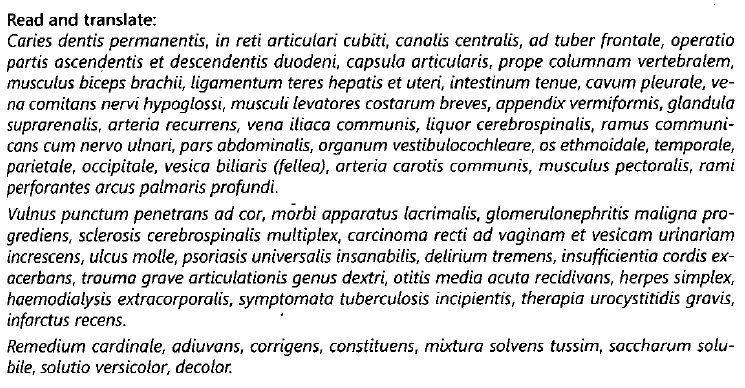 Read and translate:
Caries dentis permanentis, in reti articulari cubiti, canalis centralis, ad tuber frontale, operatio
partis ascendentis et descendentis duodeni, capsula articularis, prope columnam vertebralem,
musculus biceps brachii, ligamentum teres hepatis et uteri, intestinum tenue, cavum pleurale, ve-
na comitans nervi hypoglossi, musculi levatores costarum breves, appendix vermiformis, glandula
suprarenalis, arteria recurrens, vena iliaca communis, liquor cerebrospinalis, ramus communi-
cans cum nervo ulnari, pars abdominalis, organum vestibulocochleare, os ethmoidale, temporale,
parietale, occipitale, vesica biliaris (fellea), arteria carotis communis, musculus pectoralis, rami
perforantes arcus palmaris profundi.
Vulnus punctum penetrans ad cor, morbi apparatus lacrimalis, glomerulonephritis maligna pro-
grediens, sclerosis cerebrospinalis multiplex, carcinoma recti ad vaginam et vesicam urinariam
increscens, ulcus molle, psoriasis universalis insanabilis, delirium tremens, insufficientia cordis ex-
acerbans, trauma grave articulationis genus dextri, otitis media acuta recidivans, herpes simplex,
haemodialysis extracorporalis, symptomata tuberculosis incipientis, therapia urocystitidis gravis,
infarctus recens.
Remedium cardinale, adiuvans, corrigens, constituens, mixtura solvens tussim, saccharum solu-
bile, solutio versicolor, decolor.